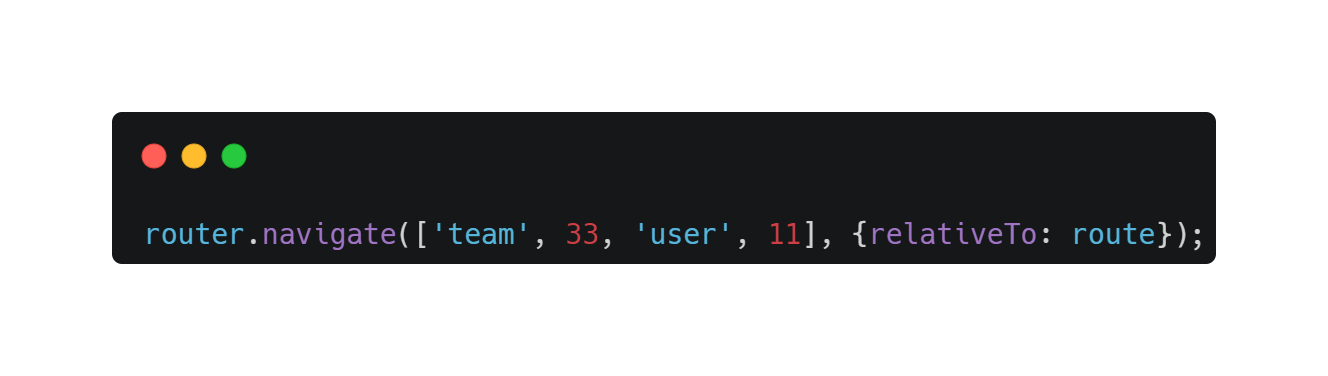 router.navigate(['team', 33, 'user', 11], {relativeTo: route});